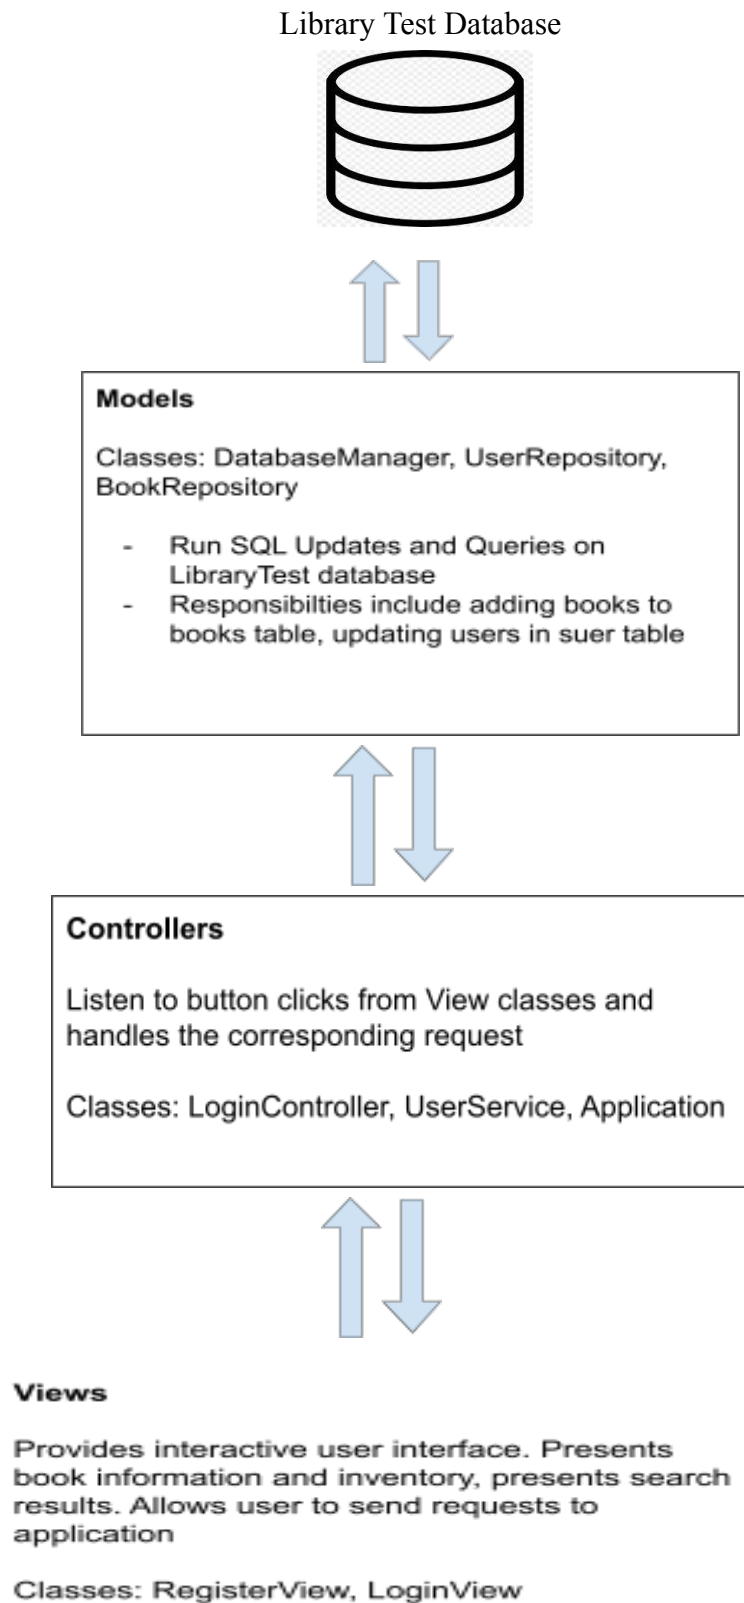 Library Test Database
Models
Classes: DatabaseManager, UserRepository,
BookRepository
- Run SQL Updates and Queries on
LibraryTest database
- Responsibilties include adding books to
books table, updating users in suer table
Controllers
Listen to button clicks from View classes and
handles the corresponding request
Classes: LoginController, UserService, Application
Views
Provides interactive user interface. Presents
book information and inventory, presents search
results. Allows user to send requests to
application
Classes: RegisterView, LoginView